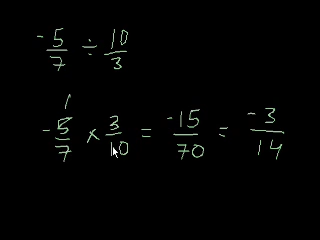 -5/7 ÷ 10/3
1
-5/7 × 3/10 = -15/70 = -3/14